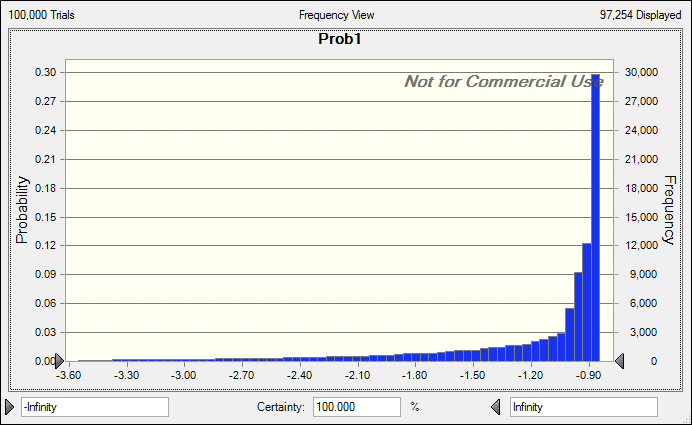 100,000 Trials Frequency View 97,254 Displayed
Prob1
Not for Commercial Use
0.30 30,000
0.27 27,000
0.24 24,000
0.21 21,000
0.18 18,000
0.15 15,000
0.12 12,000
0.09 9,000
0.06 6,000
0.03 3,000
0.00 0
Probability
Frequency
-3.60 -3.30 -3.00 -2.70 -2.40 -2.10 -1.80 -1.50 -1.20 -0.90
-Infinity Certainty: 100.000 % Infinity